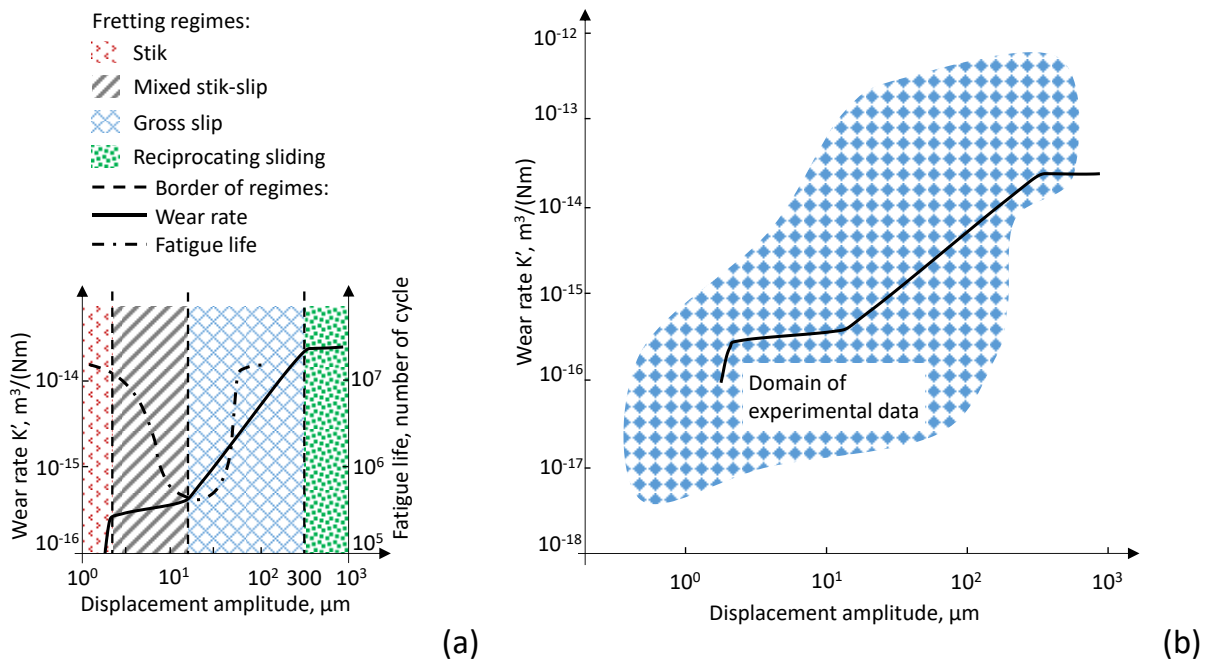 Fretting regimes:
Stik
Mixed stik-slip
Gross slip
Reciprocating sliding
Border of regimes:
Wear rate
Fatigue life
Wear rate K', m³/(Nm)
10⁻¹⁴
10⁻¹⁵
10⁻¹⁶
Fatigue life, number of cycle
10⁷
10⁶
10⁵
10⁰ 10¹ 10² 300 10³
Displacement amplitude, µm
(a)
Wear rate K', m³/(Nm)
10⁻¹²
10⁻¹³
10⁻¹⁴
10⁻¹⁵
10⁻¹⁶
10⁻¹⁷
10⁻¹⁸
Domain of
experimental data
10⁰ 10¹ 10² 10³
Displacement amplitude, µm
(b)